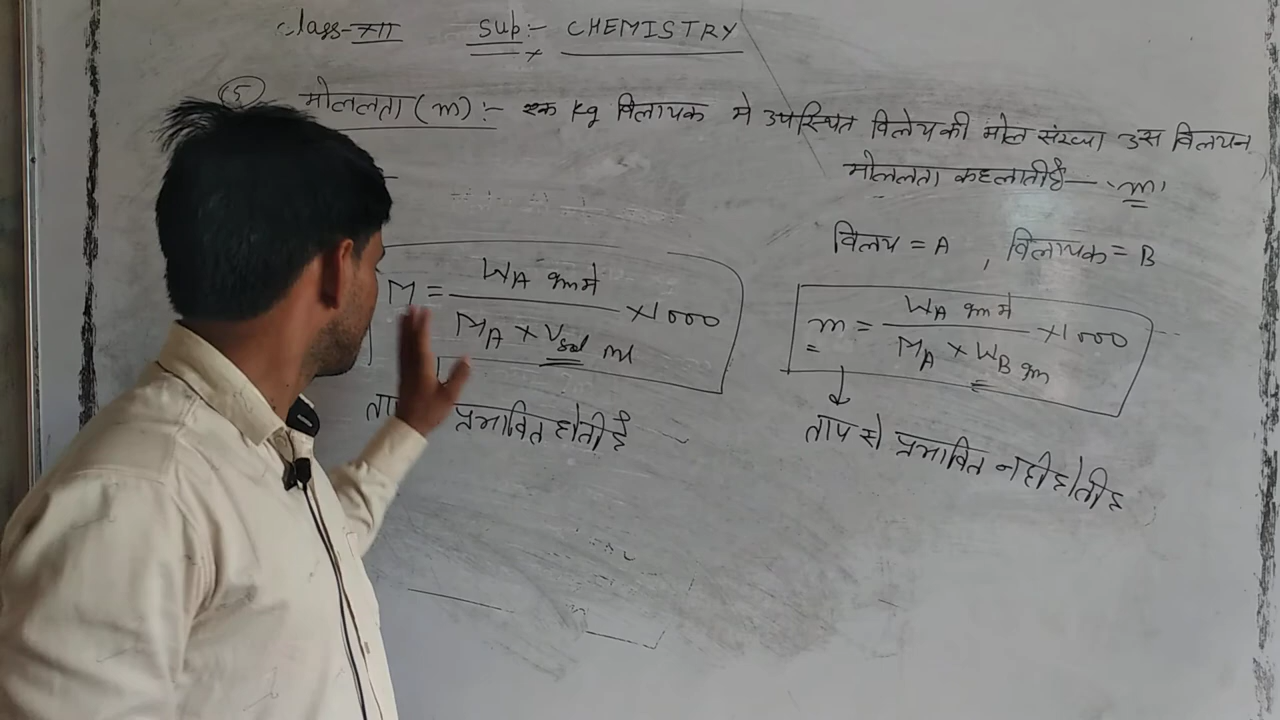 class-XII Sub:- CHEMISTRY
(5) मोललता (m):- एक kg विलायक मे उपस्थित विलेय की मोल संख्या उस विलयन
मोललता कहलाती है— 'm'
विलय = A , विलायक = B
M = WA gm मे / MA × Vsol ml × 1000
m = WA gm मे / MA × WB gm × 1000
प्रभावित होती है
ताप से प्रभावित नही होती है